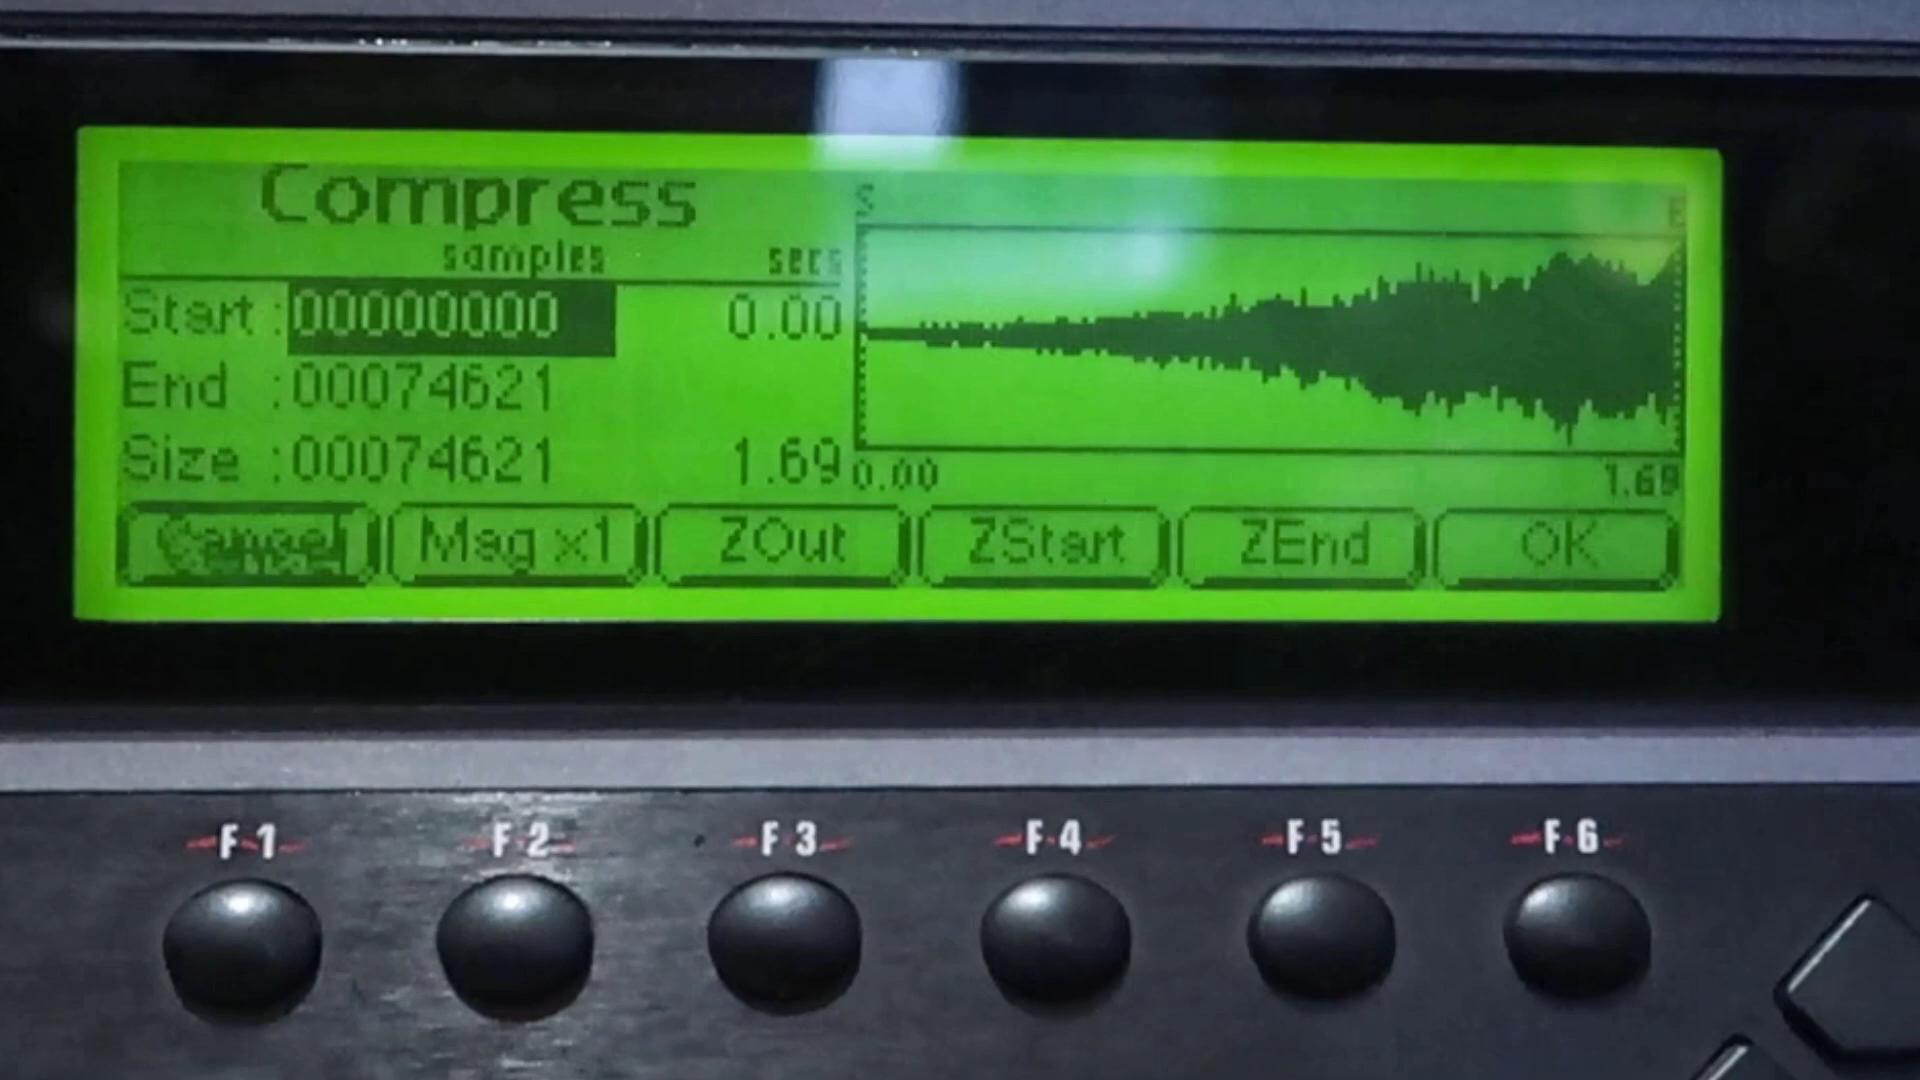 Compress
samples secs
S E
Start :00000000 0.00
End :00074621
Size :00074621 1.69
0.00 1.69
Cancel Mag x1 ZOut ZStart ZEnd OK
F-1 F-2 F-3 F-4 F-5 F-6